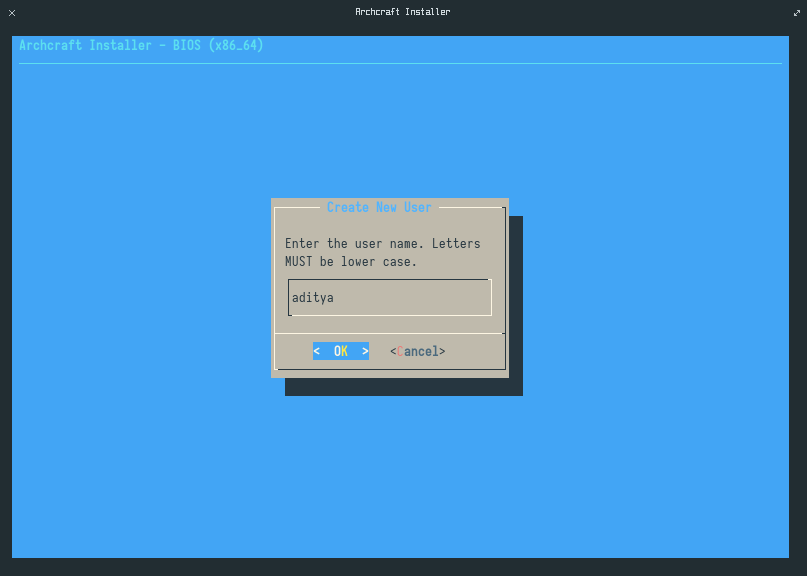 Archcraft Installer
Archcraft Installer - BIOS (x86_64)
Create New User
Enter the user name. Letters
MUST be lower case.
aditya
< OK > <Cancel>